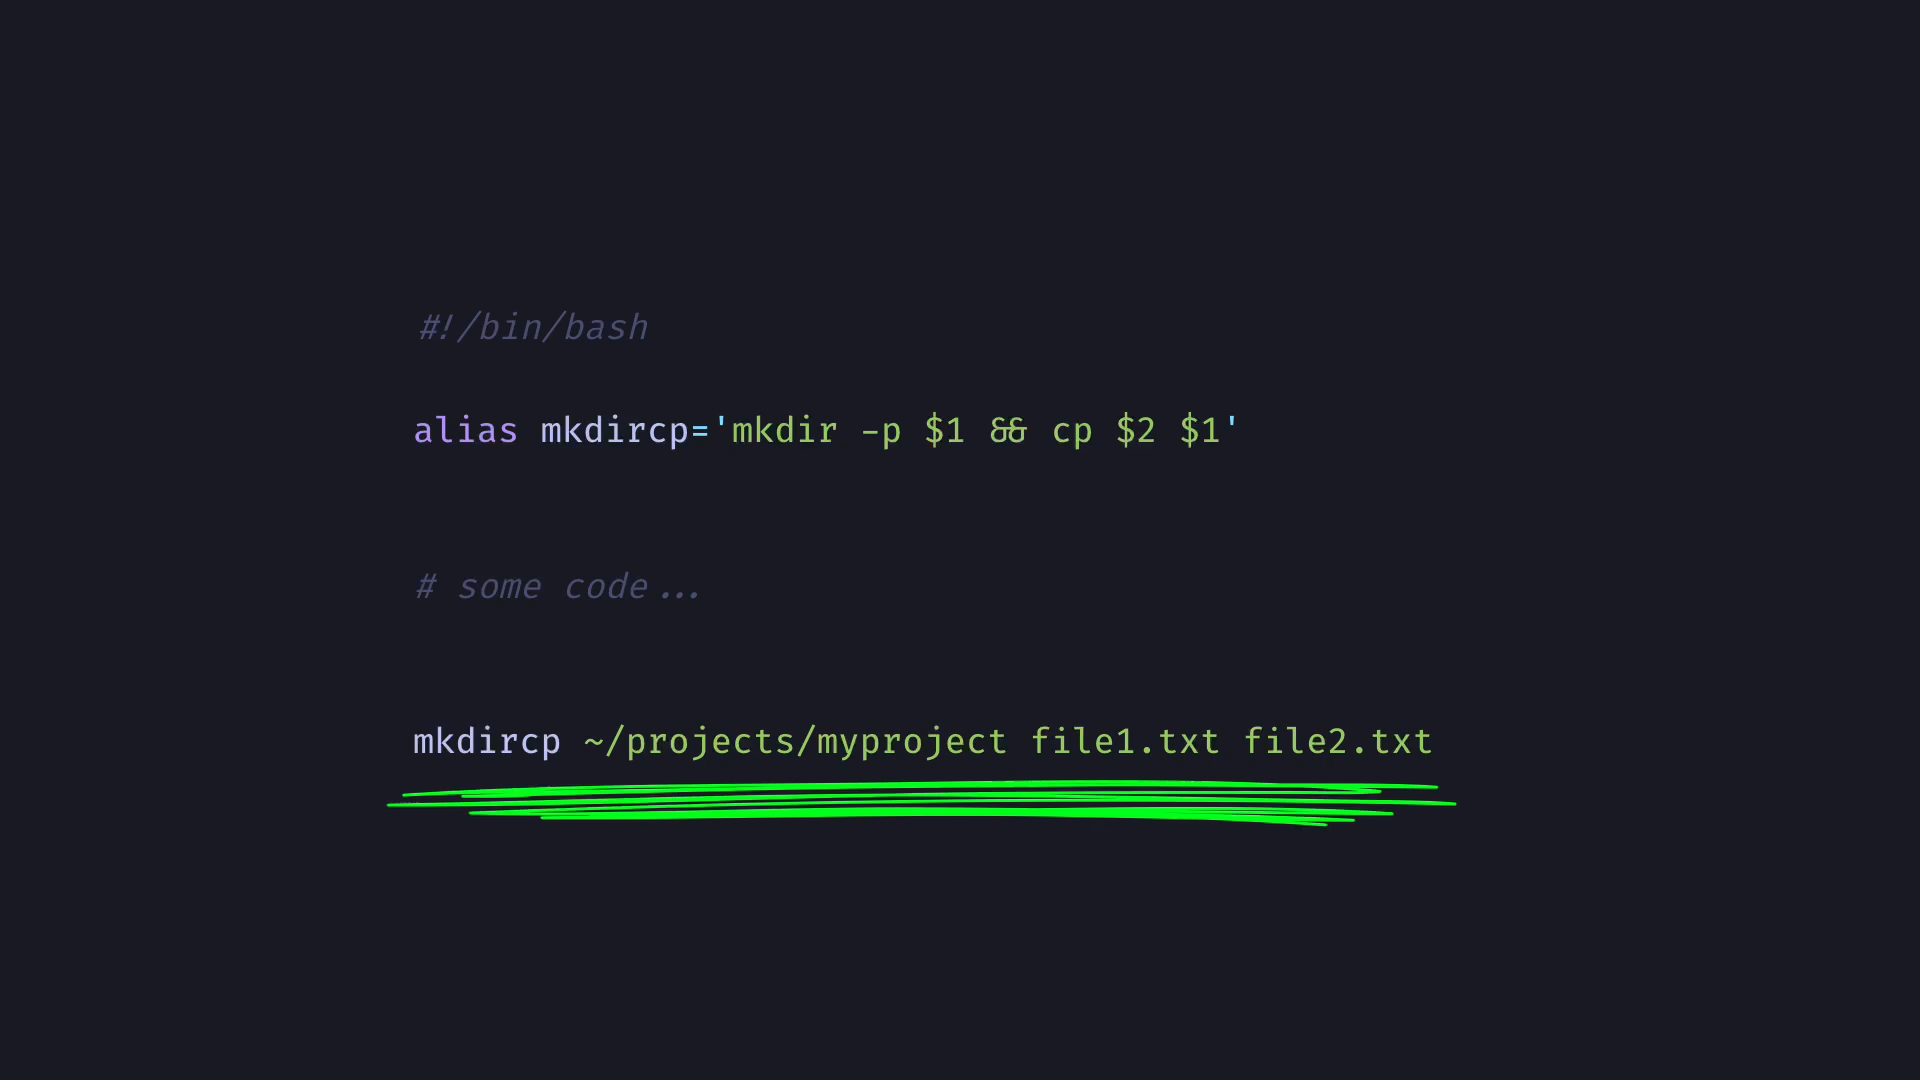 #!/bin/bash
alias mkdircp='mkdir -p $1 && cp $2 $1'
# some code...
mkdircp ~/projects/myproject file1.txt file2.txt